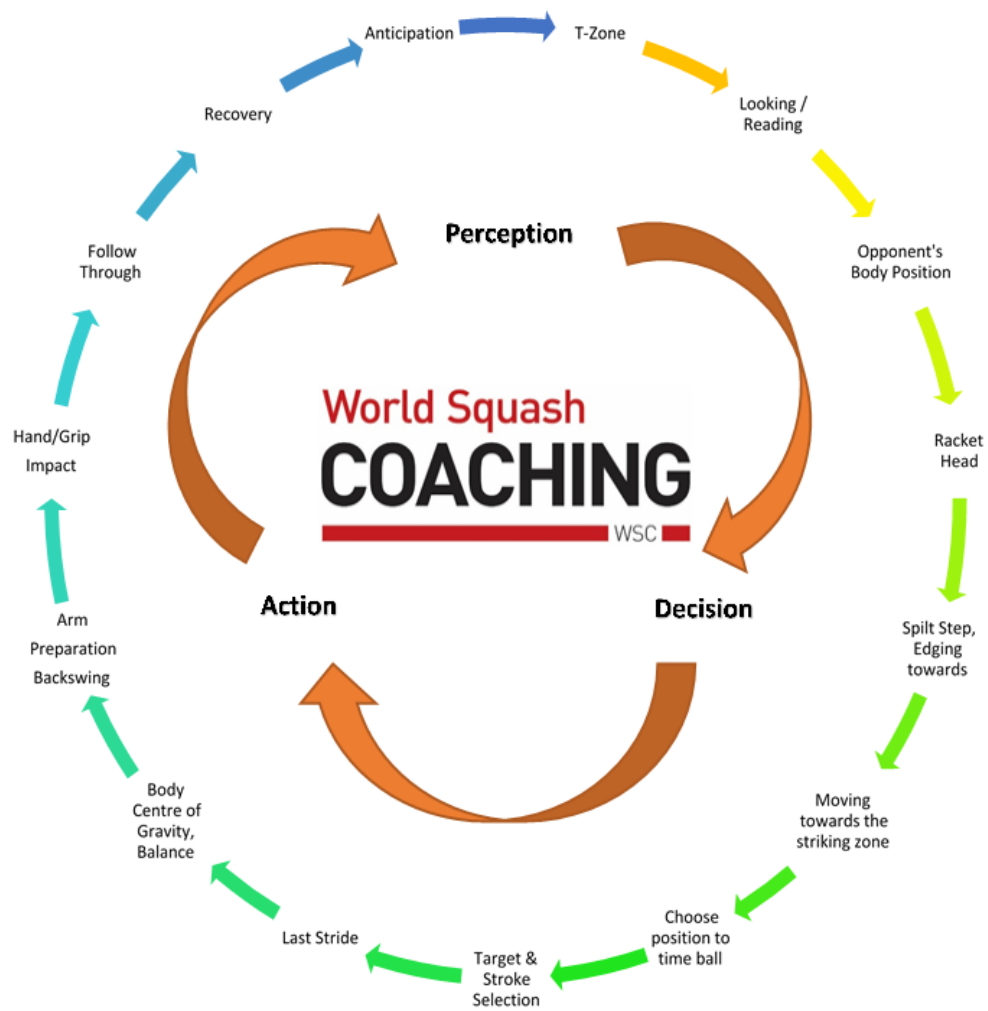 Anticipation
T-Zone
Looking /
Reading
Opponent's
Body Position
Racket
Head
Spilt Step,
Edging
towards
Moving
towards the
striking zone
Choose
position to
time ball
Target &
Stroke
Selection
Last Stride
Body
Centre of
Gravity,
Balance
Arm
Preparation
Backswing
Hand/Grip
Impact
Follow
Through
Recovery
Perception
Decision
Action
World Squash
COACHING
WSC